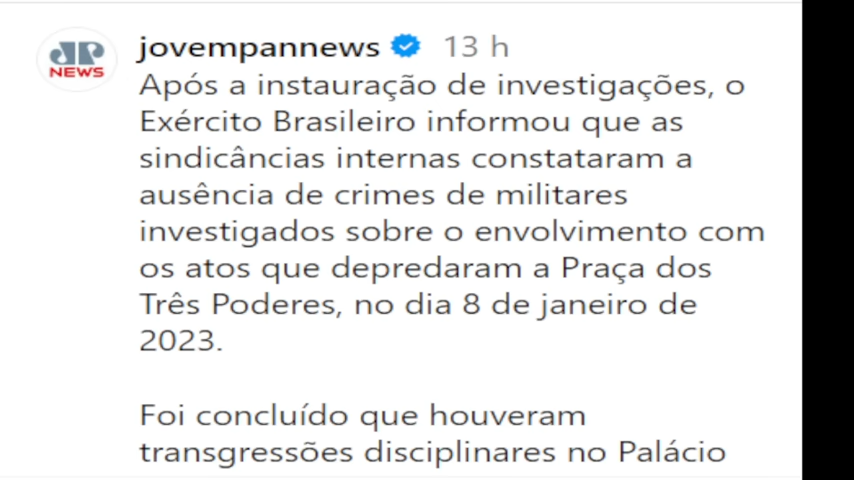 JP
NEWS
jovempannews 13 h
Após a instauração de investigações, o
Exército Brasileiro informou que as
sindicâncias internas constataram a
ausência de crimes de militares
investigados sobre o envolvimento com
os atos que depredaram a Praça dos
Três Poderes, no dia 8 de janeiro de
2023.
Foi concluído que houveram
transgressões disciplinares no Palácio